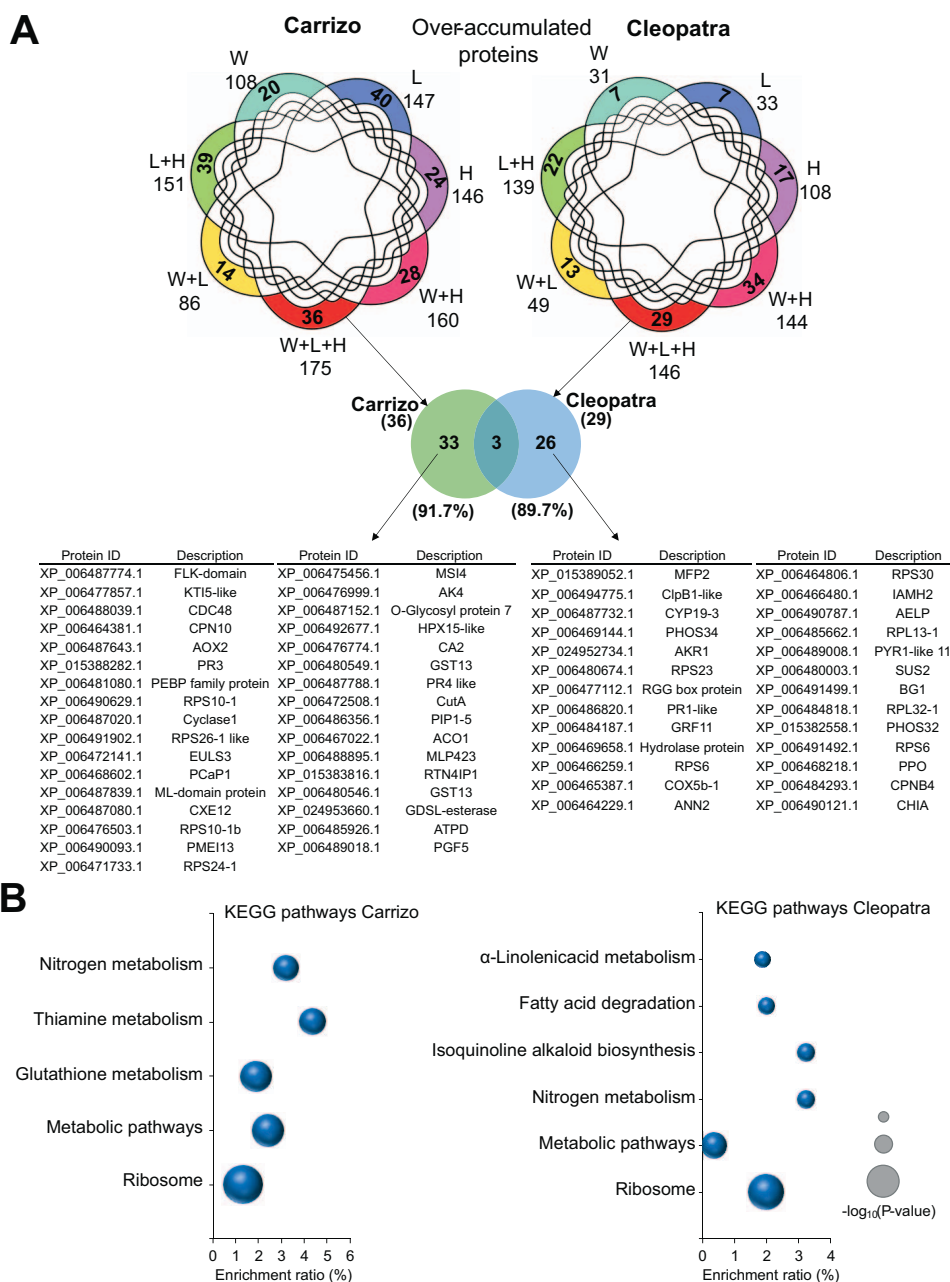 A
Carrizo
Over-accumulated
proteins
Cleopatra
W
108
20
L
147
40
H
146
24
W+H
160
28
W+L+H
175
36
W+L
86
14
L+H
151
39
W
31
7
L
33
7
H
108
17
W+H
144
34
W+L+H
146
29
W+L
49
13
L+H
139
22
Carrizo
(36)
Cleopatra
(29)
33 3 26
(91.7%) (89.7%)
Protein ID Description Protein ID Description
XP_006487774.1 FLK-domain XP_006475456.1 MSI4
XP_006477857.1 KTI5-like XP_006476999.1 AK4
XP_006488039.1 CDC48 XP_006487152.1 O-Glycosyl protein 7
XP_006464381.1 CPN10 XP_006492677.1 HPX15-like
XP_006487643.1 AOX2 XP_006476774.1 CA2
XP_015388282.1 PR3 XP_006480549.1 GST13
XP_006481080.1 PEBP family protein XP_006487788.1 PR4 like
XP_006490629.1 RPS10-1 XP_006472508.1 CutA
XP_006487020.1 Cyclase1 XP_006486356.1 PIP1-5
XP_006491902.1 RPS26-1 like XP_006467022.1 ACO1
XP_006472141.1 EULS3 XP_006488895.1 MLP423
XP_006468602.1 PCaP1 XP_015383816.1 RTN4IP1
XP_006487839.1 ML-domain protein XP_006480546.1 GST13
XP_006487080.1 CXE12 XP_024953660.1 GDSL-esterase
XP_006476503.1 RPS10-1b XP_006485926.1 ATPD
XP_006490093.1 PMEI13 XP_006489018.1 PGF5
XP_006471733.1 RPS24-1
Protein ID Description Protein ID Description
XP_015389052.1 MFP2 XP_006464806.1 RPS30
XP_006494775.1 ClpB1-like XP_006466480.1 IAMH2
XP_006487732.1 CYP19-3 XP_006490787.1 AELP
XP_006469144.1 PHOS34 XP_006485662.1 RPL13-1
XP_024952734.1 AKR1 XP_006489008.1 PYR1-like 11
XP_006480674.1 RPS23 XP_006480003.1 SUS2
XP_006477112.1 RGG box protein XP_006491499.1 BG1
XP_006486820.1 PR1-like XP_006484818.1 RPL32-1
XP_006484187.1 GRF11 XP_015382558.1 PHOS32
XP_006469658.1 Hydrolase protein XP_006491492.1 RPS6
XP_006466259.1 RPS6 XP_006468218.1 PPO
XP_006465387.1 COX5b-1 XP_006484293.1 CPNB4
XP_006464229.1 ANN2 XP_006490121.1 CHIA
B
KEGG pathways Carrizo
Nitrogen metabolism
Thiamine metabolism
Glutathione metabolism
Metabolic pathways
Ribosome
0 1 2 3 4 5 6
Enrichment ratio (%)
KEGG pathways Cleopatra
α-Linolenicacid metabolism
Fatty acid degradation
Isoquinoline alkaloid biosynthesis
Nitrogen metabolism
Metabolic pathways
Ribosome
-log10(P-value)
0 2 3 4
Enrichment ratio (%)